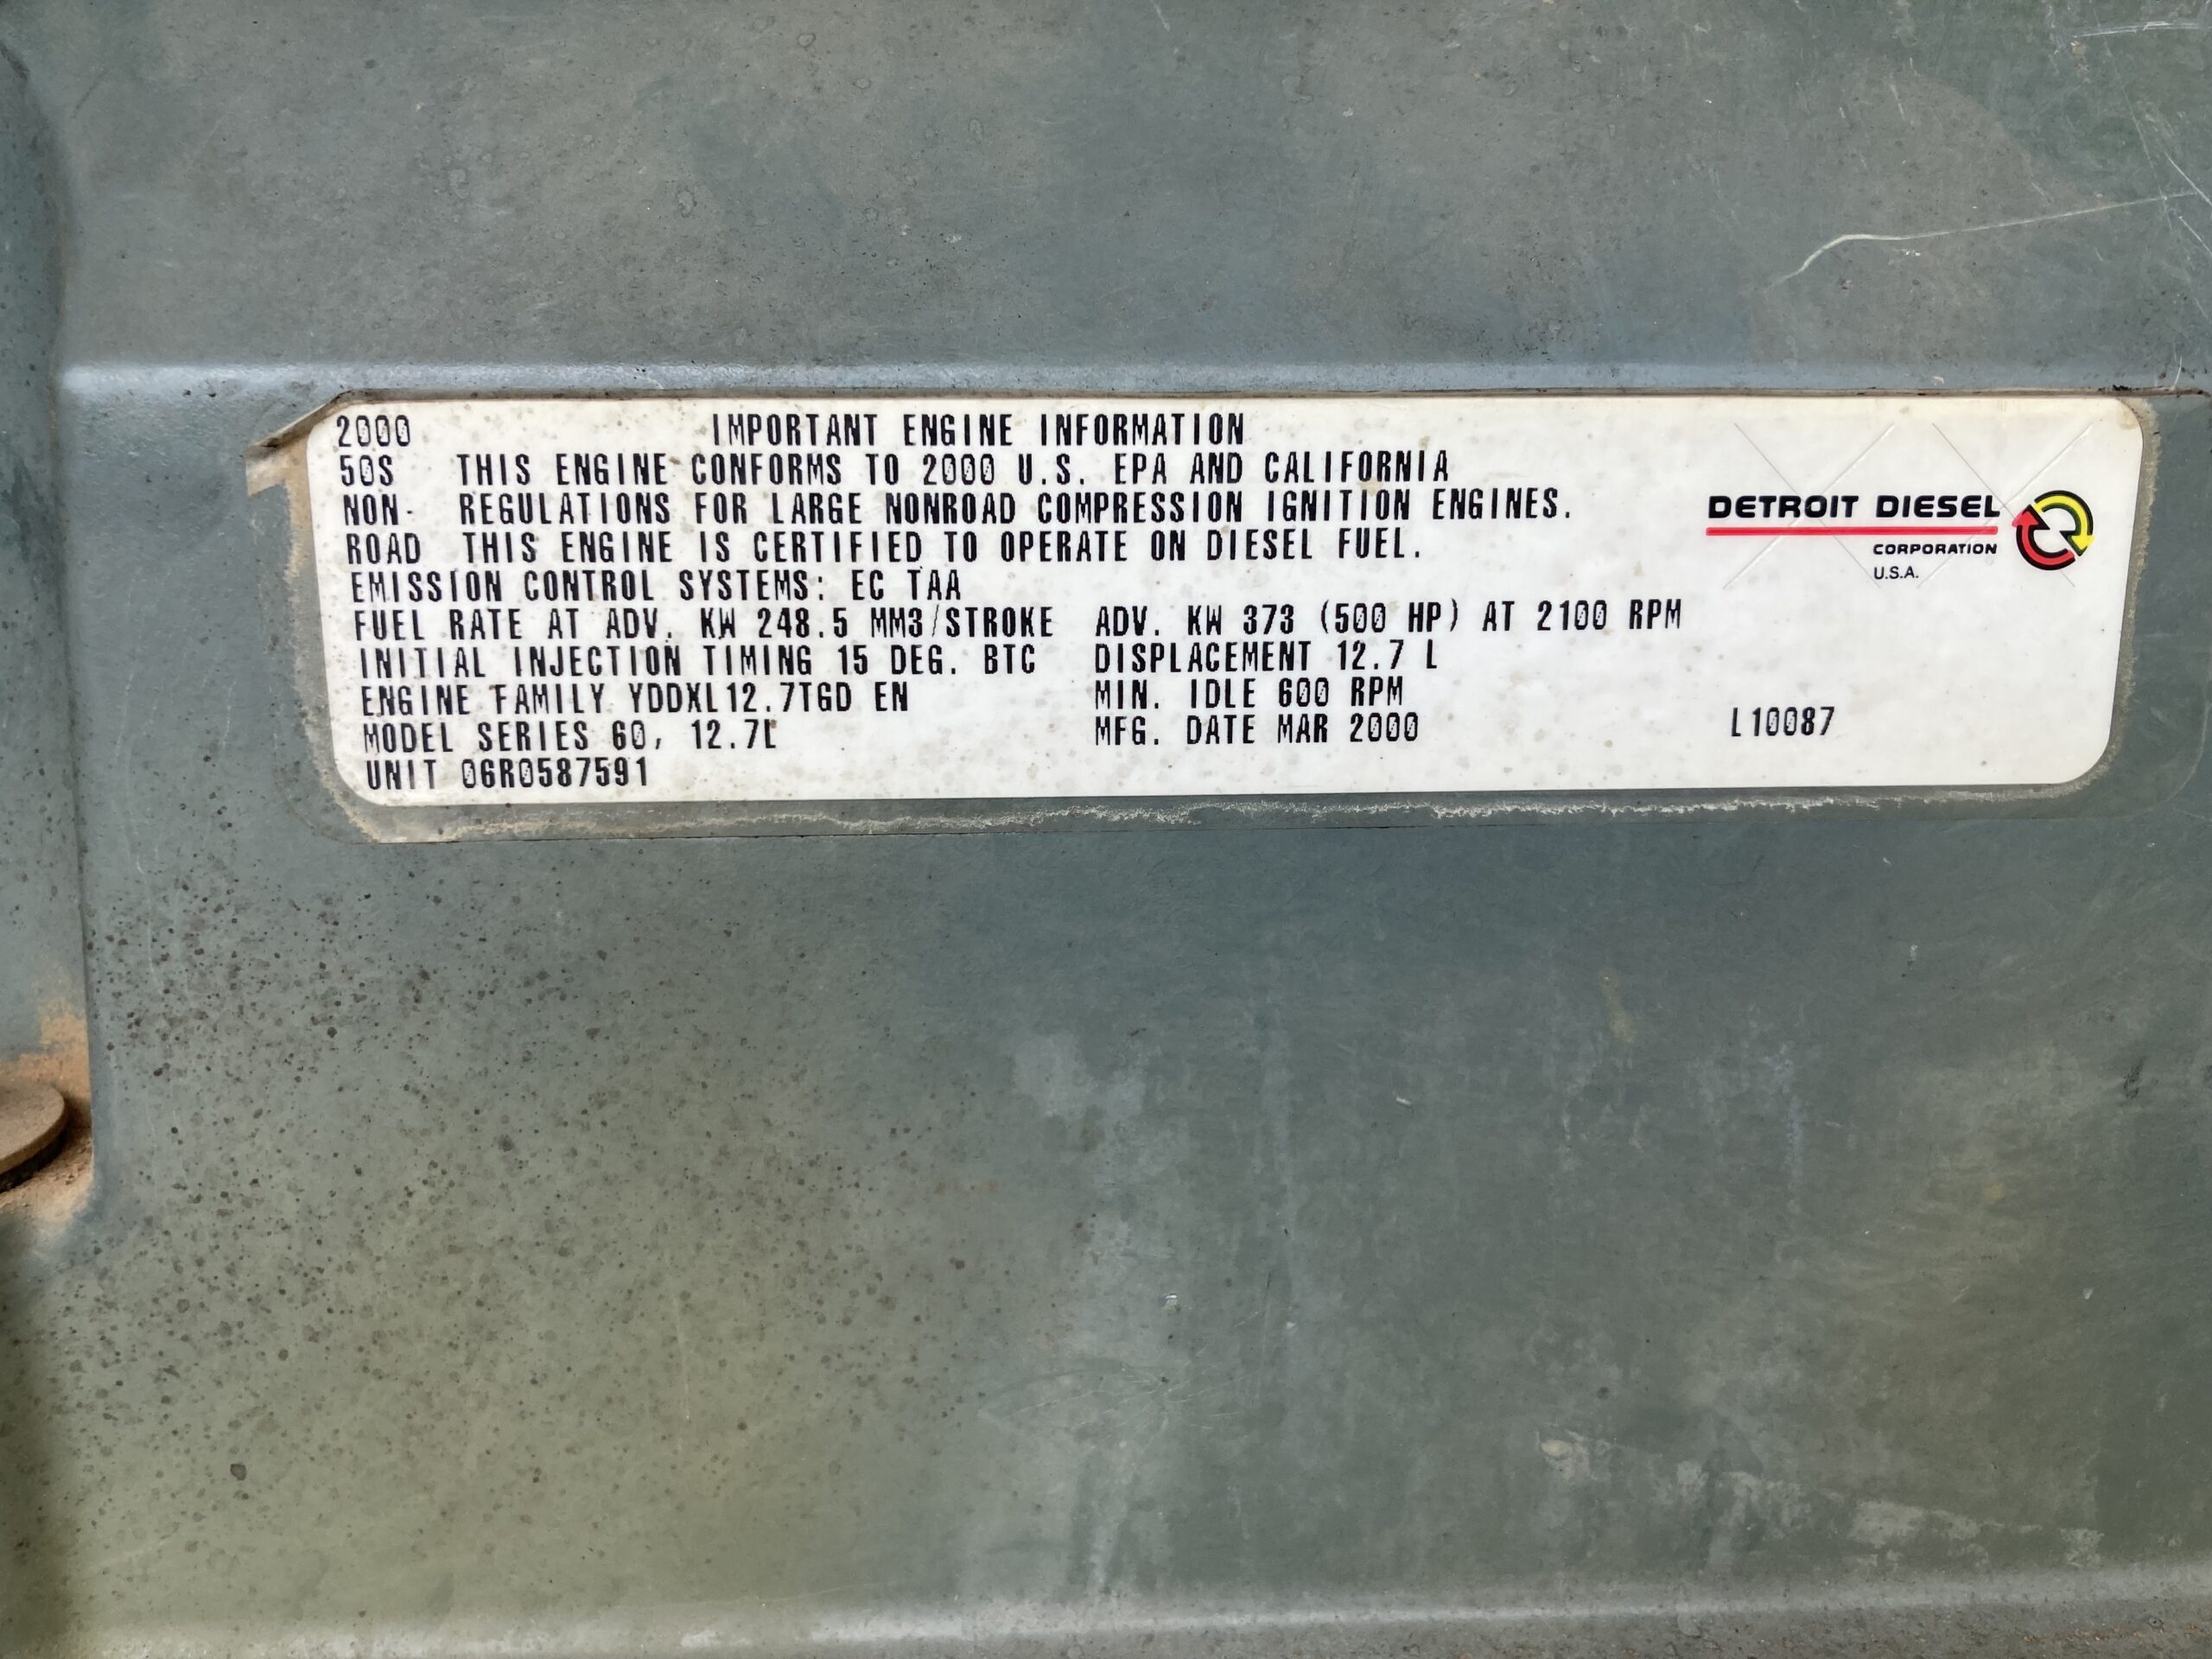 2000 IMPORTANT ENGINE INFORMATION
50S THIS ENGINE CONFORMS TO 2000 U.S. EPA AND CALIFORNIA
NON- REGULATIONS FOR LARGE NONROAD COMPRESSION IGNITION ENGINES.
ROAD THIS ENGINE IS CERTIFIED TO OPERATE ON DIESEL FUEL.
EMISSION CONTROL SYSTEMS: EC TAA
FUEL RATE AT ADV. KW 248.5 MM3/STROKE ADV. KW 373 (500 HP) AT 2100 RPM
INITIAL INJECTION TIMING 15 DEG. BTC DISPLACEMENT 12.7 L
ENGINE FAMILY YDDXL12.7TGD EN MIN. IDLE 600 RPM
MODEL SERIES 60, 12.7L MFG. DATE MAR 2000 L10087
UNIT 06R0587591
DETROIT DIESEL
CORPORATION
U.S.A.